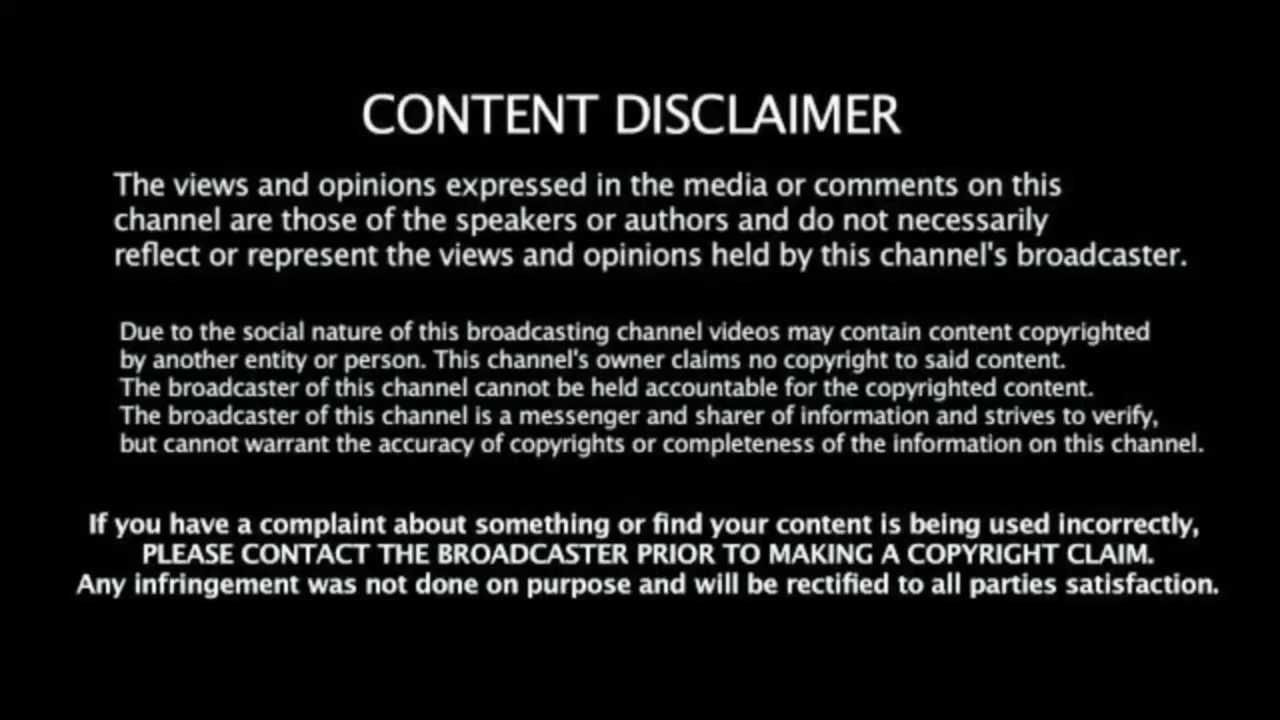 CONTENT DISCLAIMER
The views and opinions expressed in the media or comments on this
channel are those of the speakers or authors and do not necessarily
reflect or represent the views and opinions held by this channel's broadcaster.
Due to the social nature of this broadcasting channel videos may contain content copyrighted
by another entity or person. This channel's owner claims no copyright to said content.
The broadcaster of this channel cannot be held accountable for the copyrighted content.
The broadcaster of this channel is a messenger and sharer of information and strives to verify,
but cannot warrant the accuracy of copyrights or completeness of the information on this channel.
If you have a complaint about something or find your content is being used incorrectly,
PLEASE CONTACT THE BROADCASTER PRIOR TO MAKING A COPYRIGHT CLAIM.
Any infringement was not done on purpose and will be rectified to all parties satisfaction.